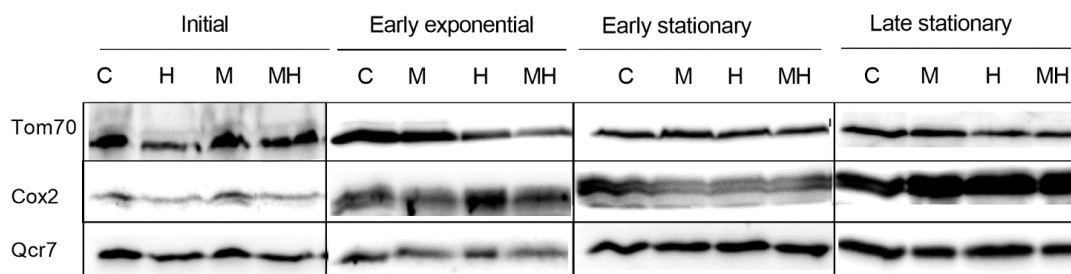 Initial Early exponential Early stationary Late stationary
C H M MH C M H MH C M H MH C M H MH
Tom70
Cox2
Qcr7